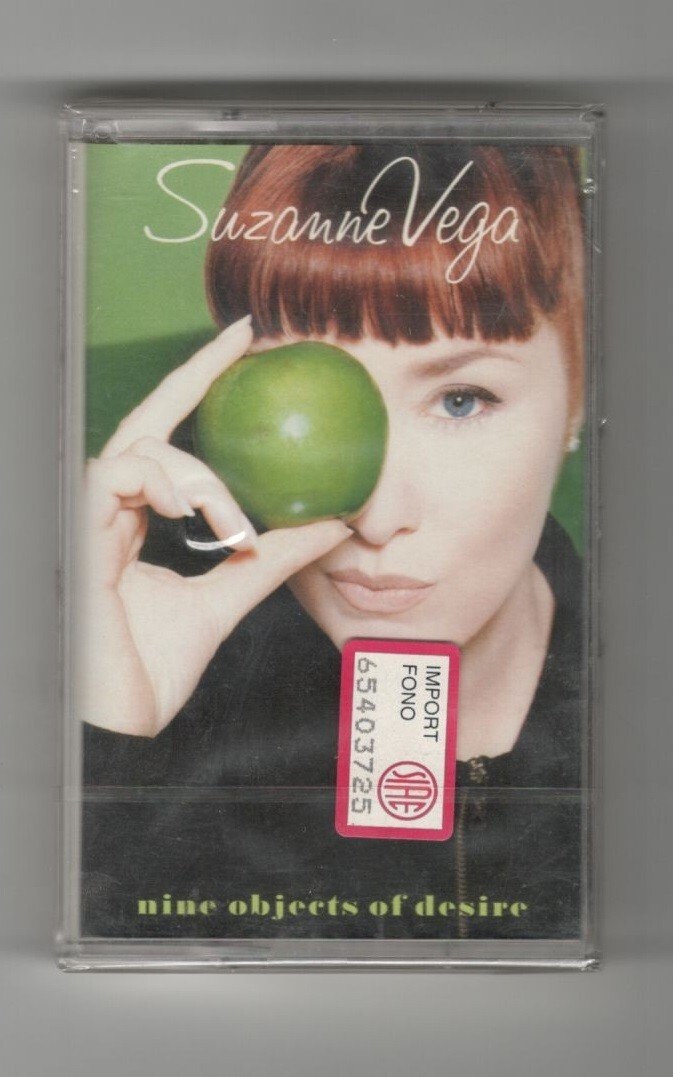 Suzanne Vega
IMPORT
FONO
SIAE
65403725
nine objects of desire